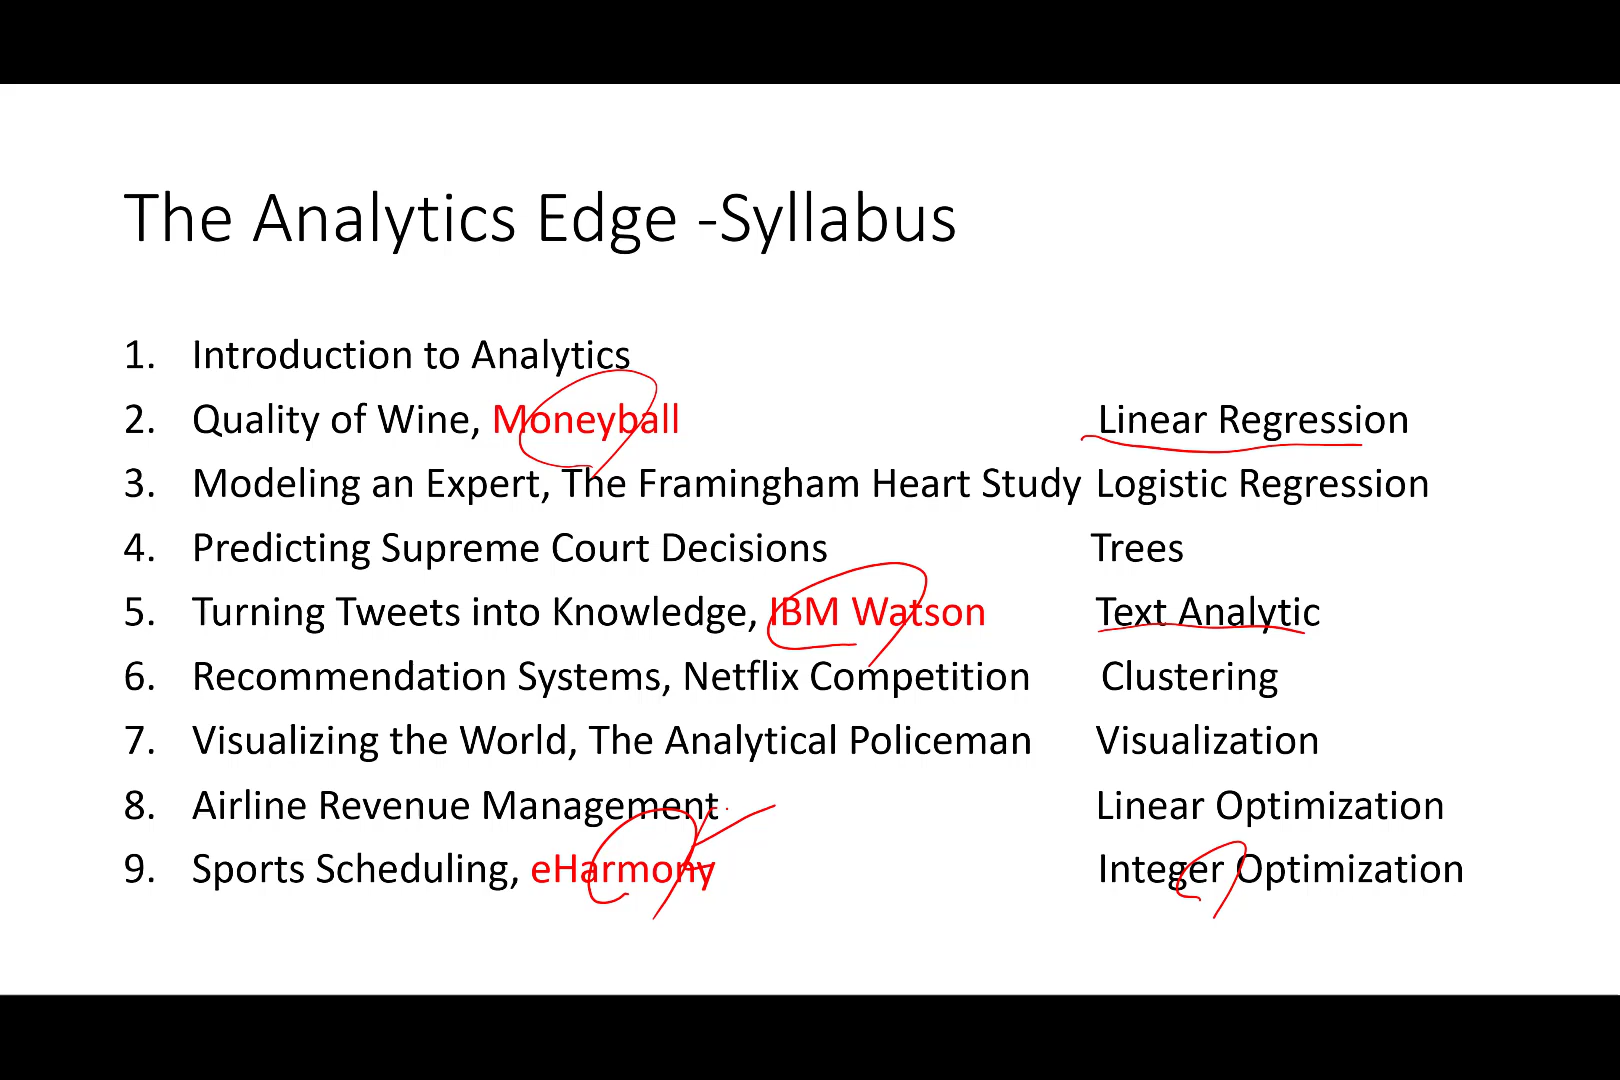 The Analytics Edge -Syllabus
1. Introduction to Analytics
2. Quality of Wine, Moneyball Linear Regression
3. Modeling an Expert, The Framingham Heart Study Logistic Regression
4. Predicting Supreme Court Decisions Trees
5. Turning Tweets into Knowledge, IBM Watson Text Analytic
6. Recommendation Systems, Netflix Competition Clustering
7. Visualizing the World, The Analytical Policeman Visualization
8. Airline Revenue Management Linear Optimization
9. Sports Scheduling, eHarmony Integer Optimization